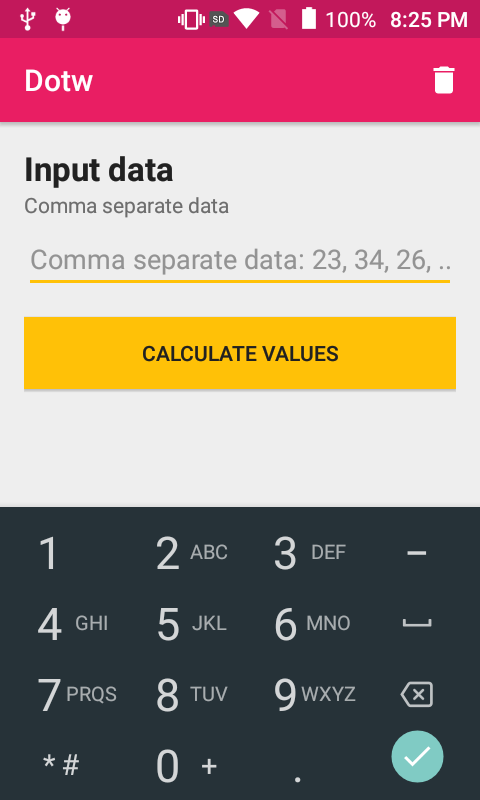 SD 100% 8:25 PM
Dotw
Input data
Comma separate data
Comma separate data: 23, 34, 26, ..
CALCULATE VALUES
1 2 ABC 3 DEF –
4 GHI 5 JKL 6 MNO
7 PRQS 8 TUV 9 WXYZ
* # 0 + .